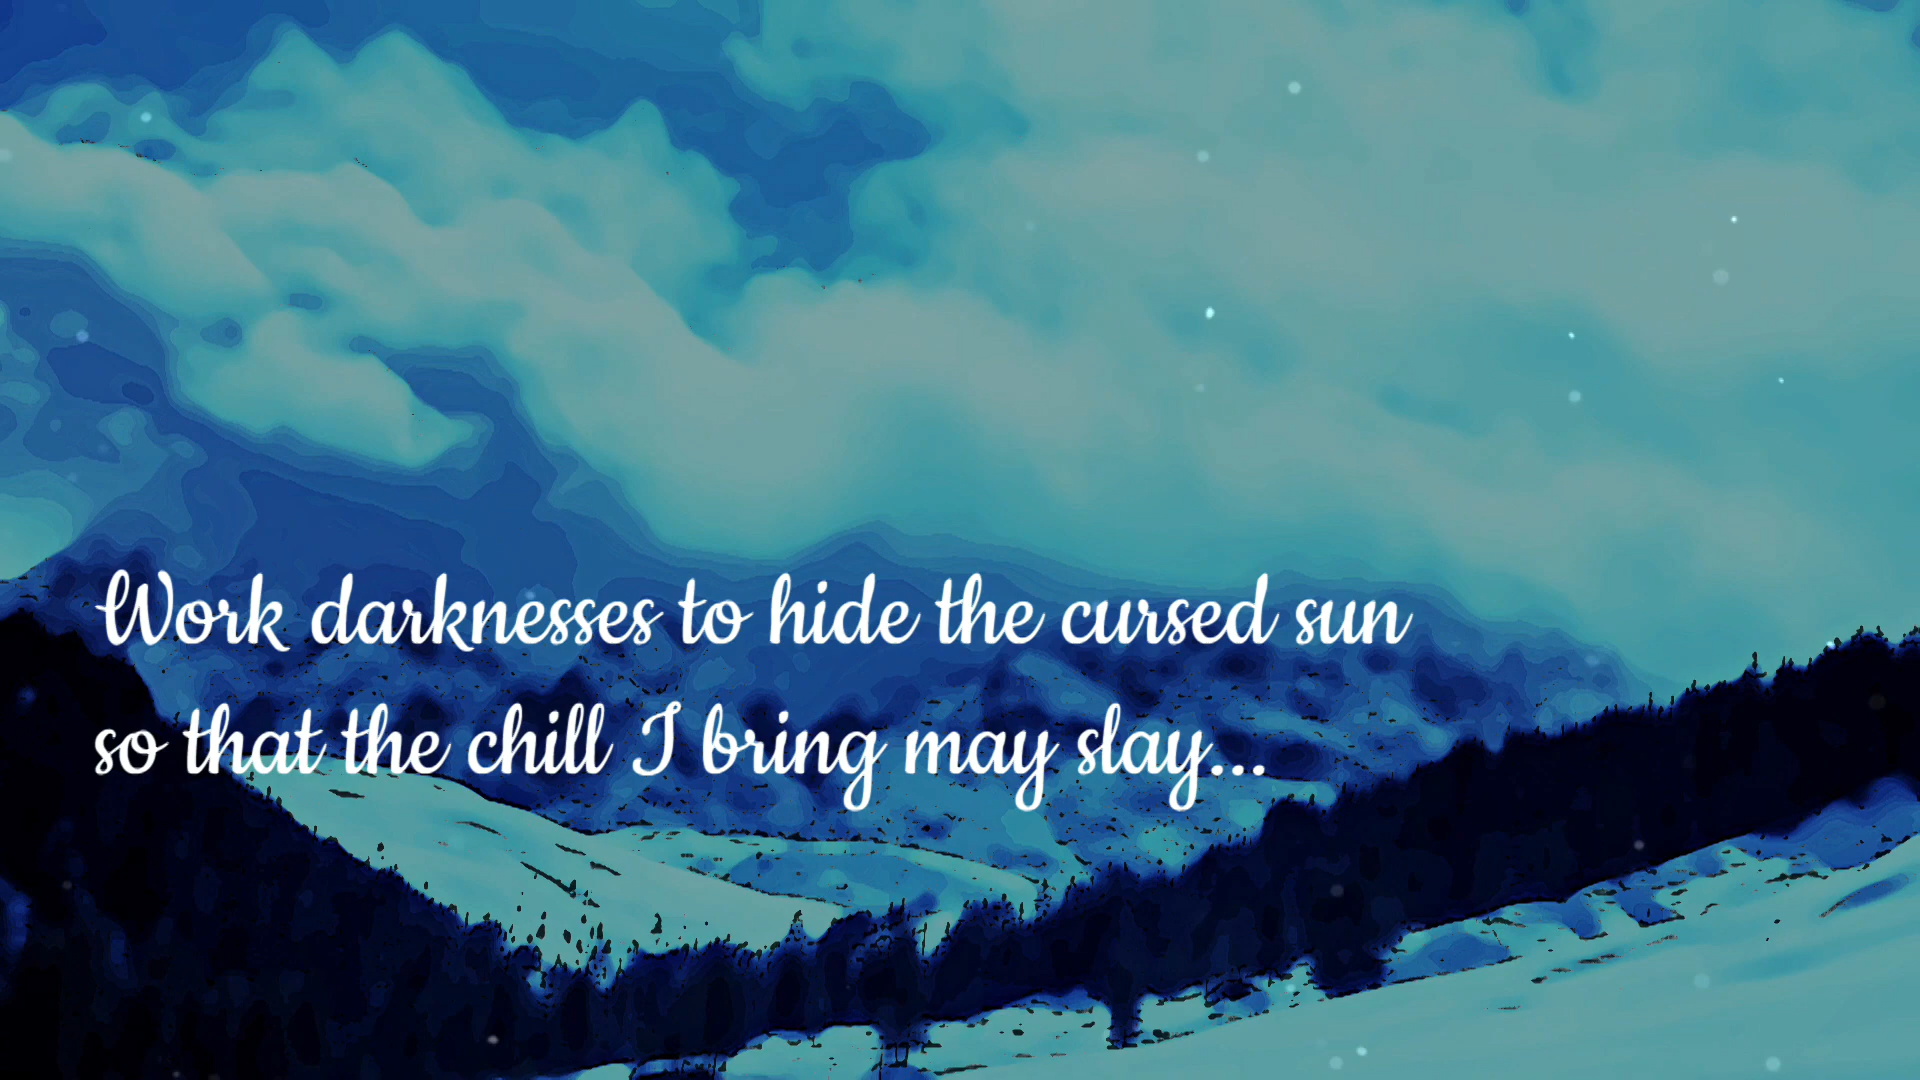 Work darknesses to hide the cursed sun
so that the chill I bring may slay...